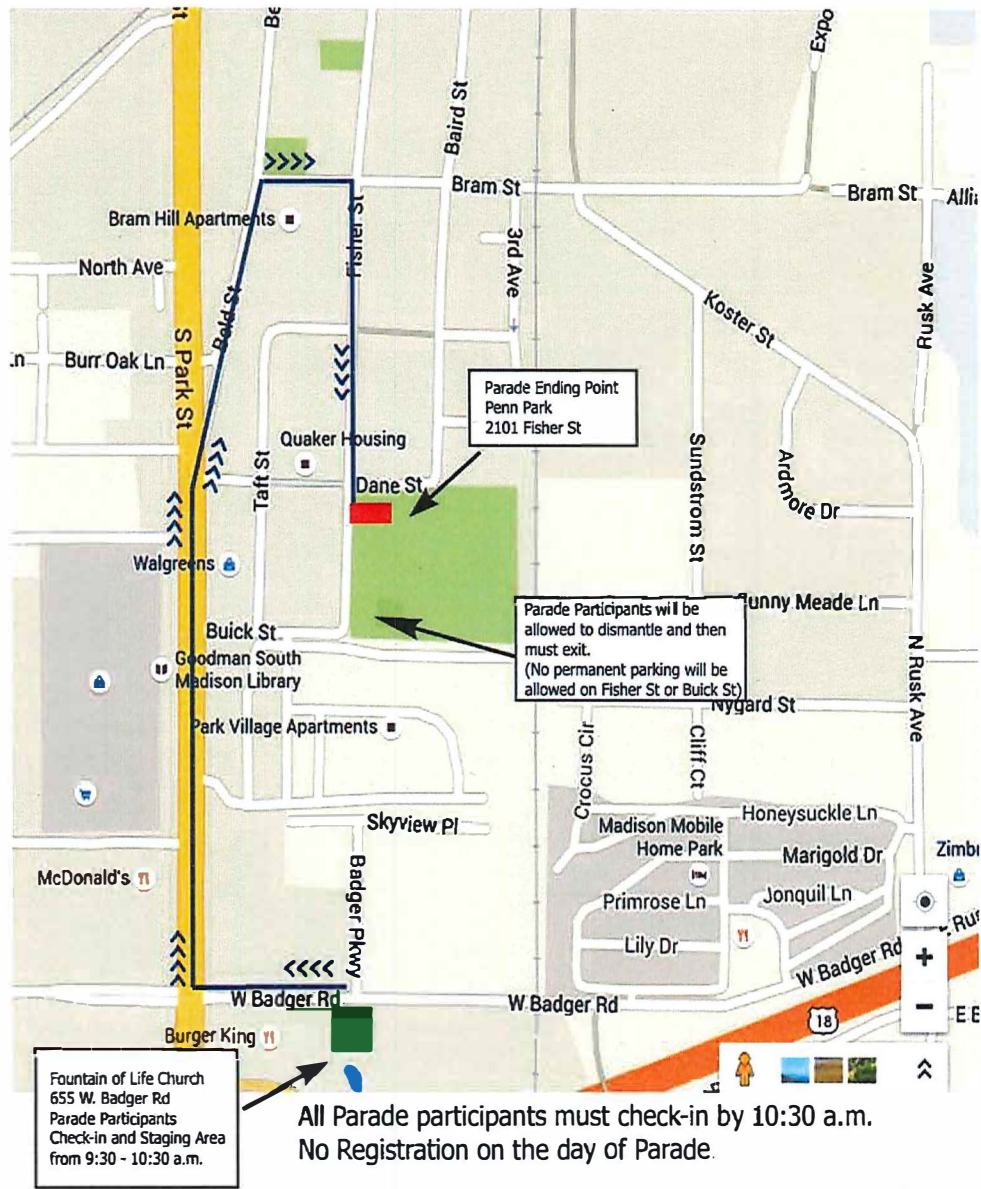 St
Be
Expo
Baird St
Bram St
Bram St
Bram Hill Apartments
Fisher St
3rd Ave
North Ave
Rusk Ave
Koster St
Beld St
S Park St
Ln
Burr Oak Ln
Parade Ending Point
Penn Park
2101 Fisher St
Quaker Housing
Taft St
Dane St
Sundstrom St
Ardmore Dr
Walgreens
Parade Participants will be
allowed to dismantle and then
must exit.
(No permanent parking will be
allowed on Fisher St or Buick St)
unny Meade Ln
Buick St
Goodman South
Madison Library
N Rusk Ave
Nygard St
Park Village Apartments
Crocus Cir
Cliff Ct
Honeysuckle Ln
Skyview Pl
Madison Mobile
Home Park
Marigold Dr
McDonald's
Badger Pkwy
Primrose Ln
Jonquil Ln
Lily Dr
W Badger Rd
W Badger Rd
W Badger Rd
18
Burger King
Fountain of Life Church
655 W. Badger Rd
Parade Participants
Check-in and Staging Area
from 9:30 - 10:30 a.m.
All Parade participants must check-in by 10:30 a.m.
No Registration on the day of Parade.